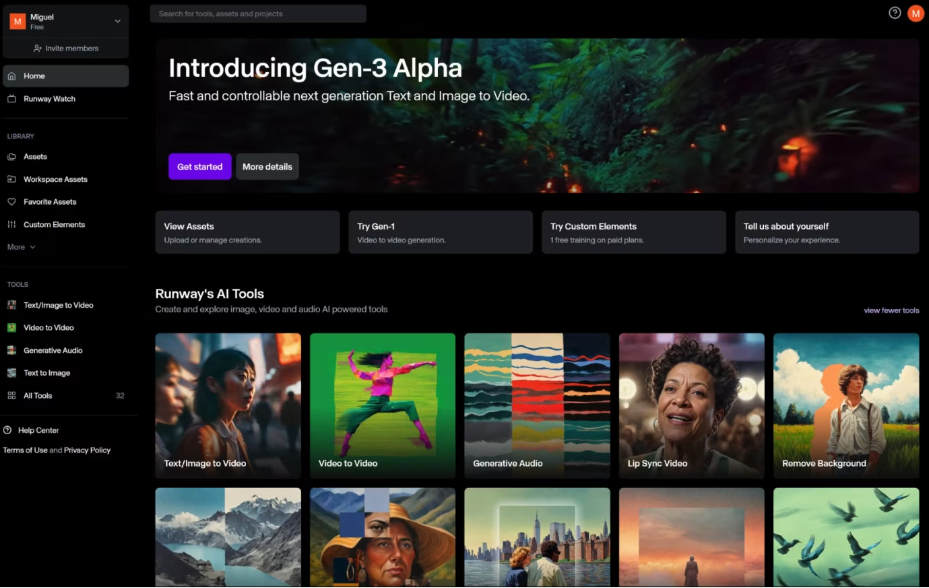 M
Miguel
Free
Invite members
Home
Runway Watch
LIBRARY
Assets
Workspace Assets
Favorite Assets
Custom Elements
More
TOOLS
Text/Image to Video
Video to Video
Generative Audio
Text to Image
All Tools 32
Help Center
Terms of Use and Privacy Policy
Search for tools, assets and projects
? M
Introducing Gen-3 Alpha
Fast and controllable next generation Text and Image to Video.
Get started More details
View Assets
Upload or manage creations.
Try Gen-1
Video to video generation.
Try Custom Elements
1 free training on paid plans.
Tell us about yourself
Personalize your experience.
Runway's AI Tools
Create and explore image, video and audio AI powered tools
view fewer tools
Text/Image to Video
Video to Video
Generative Audio
Lip Sync Video
Remove Background